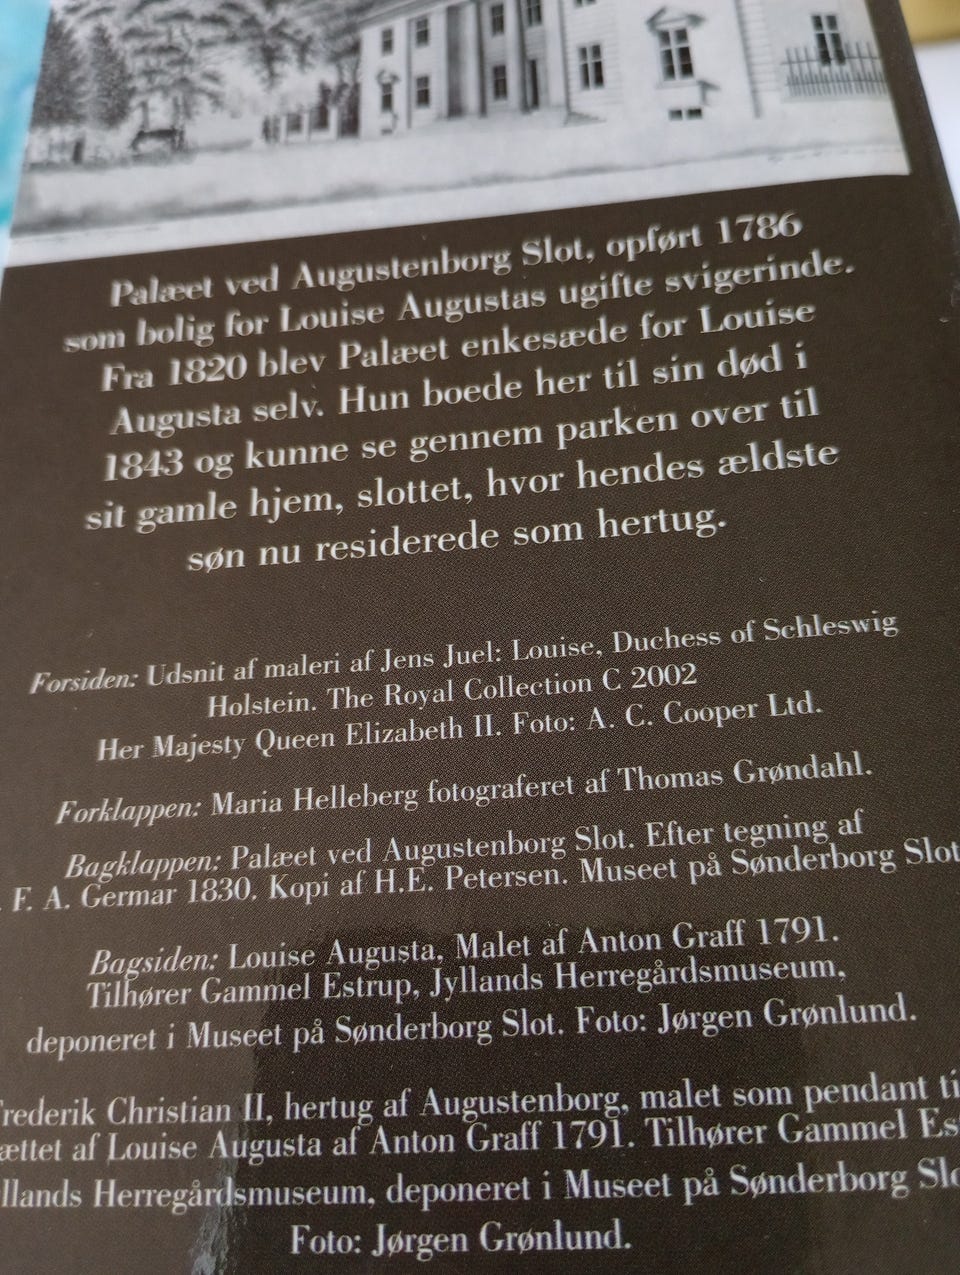 Palæet ved Augustenborg Slot, opført 1786
som bolig for Louise Augustas ugifte svigerinde.
Fra 1820 blev Palæet enkesæde for Louise
Augusta selv. Hun boede her til sin død i
1843 og kunne se gennem parken over til
sit gamle hjem, slottet, hvor hendes ældste
søn nu residerede som hertug.
Forsiden: Udsnit af maleri af Jens Juel: Louise, Duchess of Schleswig
Holstein. The Royal Collection C 2002
Her Majesty Queen Elizabeth II. Foto: A. C. Cooper Ltd.
Forklappen: Maria Helleberg fotograferet af Thomas Grøndahl.
Bagklappen: Palæet ved Augustenborg Slot. Efter tegning af
F. A. Germar 1830. Kopi af H.E. Petersen. Museet på Sønderborg Slot
Bagsiden: Louise Augusta, Malet af Anton Graff 1791.
Tilhører Gammel Estrup, Jyllands Herregårdsmuseum,
deponeret i Museet på Sønderborg Slot. Foto: Jørgen Grønlund.
rederik Christian II, hertug af Augustenborg, malet som pendant ti
ættet af Louise Augusta af Anton Graff 1791. Tilhører Gammel Es
llands Herregårdsmuseum, deponeret i Museet på Sønderborg Slo
Foto: Jørgen Grønlund.